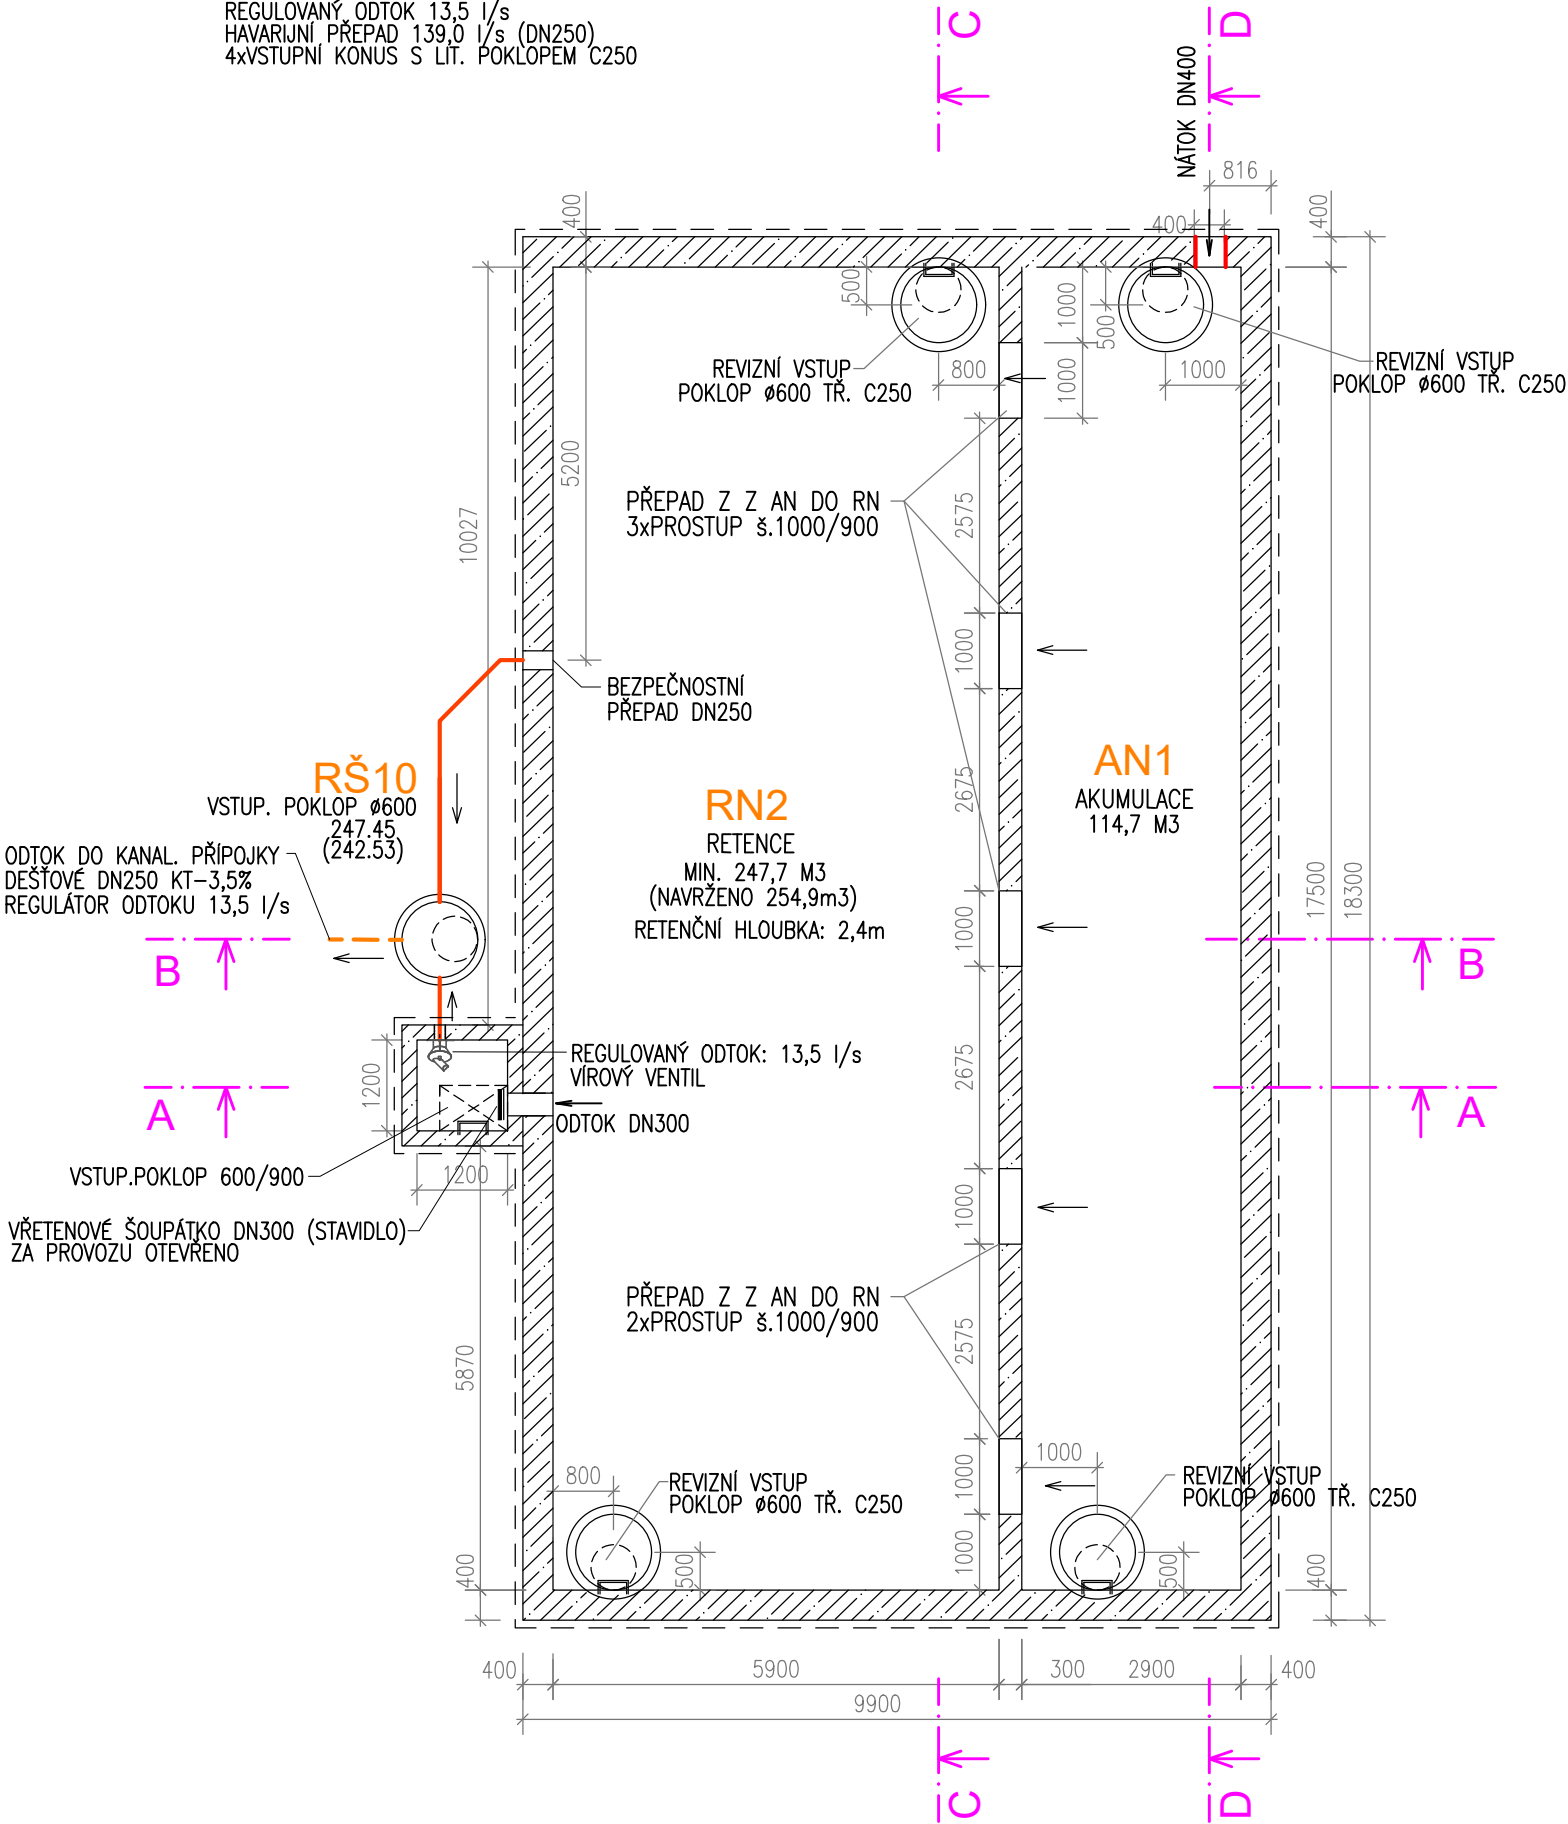 REGULOVANÝ ODTOK 13,5 l/s
HAVARIJNÍ PŘEPAD 139,0 l/s (DN250)
4xVSTUPNÍ KONUS S LIT. POKLOPEM C250
C
D
NÁTOK DN400
816
400
400
400
500
1000
500
1000
800
1000
REVIZNÍ VSTUP
POKLOP ø600 TŘ. C250
REVIZNÍ VSTUP
POKLOP ø600 TŘ. C250
5200
10027
PŘEPAD Z Z AN DO RN
3xPROSTUP š.1000/900
2575
1000
BEZPEČNOSTNÍ
PŘEPAD DN250
RŠ10
VSTUP. POKLOP ø600
247.45
(242.53)
ODTOK DO KANAL. PŘÍPOJKY
DEŠŤOVÉ DN250 KT-3,5%
REGULÁTOR ODTOKU 13,5 l/s
RN2
RETENCE
MIN. 247,7 M3
(NAVRŽENO 254,9m3)
RETENČNÍ HLOUBKA: 2,4m
2675
AN1
AKUMULACE
114,7 M3
17500
18300
1000
B
B
REGULOVANÝ ODTOK: 13,5 l/s
VÍROVÝ VENTIL
1200
2675
A
A
ODTOK DN300
VSTUP.POKLOP 600/900
1200
VŘETENOVÉ ŠOUPÁTKO DN300 (STAVIDLO)
ZA PROVOZU OTEVŘENO
1000
PŘEPAD Z Z AN DO RN
2xPROSTUP š.1000/900
2575
5870
1000
800
REVIZNÍ VSTUP
POKLOP ø600 TŘ. C250
1000
REVIZNÍ VSTUP
POKLOP ø600 TŘ. C250
400
500
1000
500
400
400
5900
300
2900
400
9900
C
D